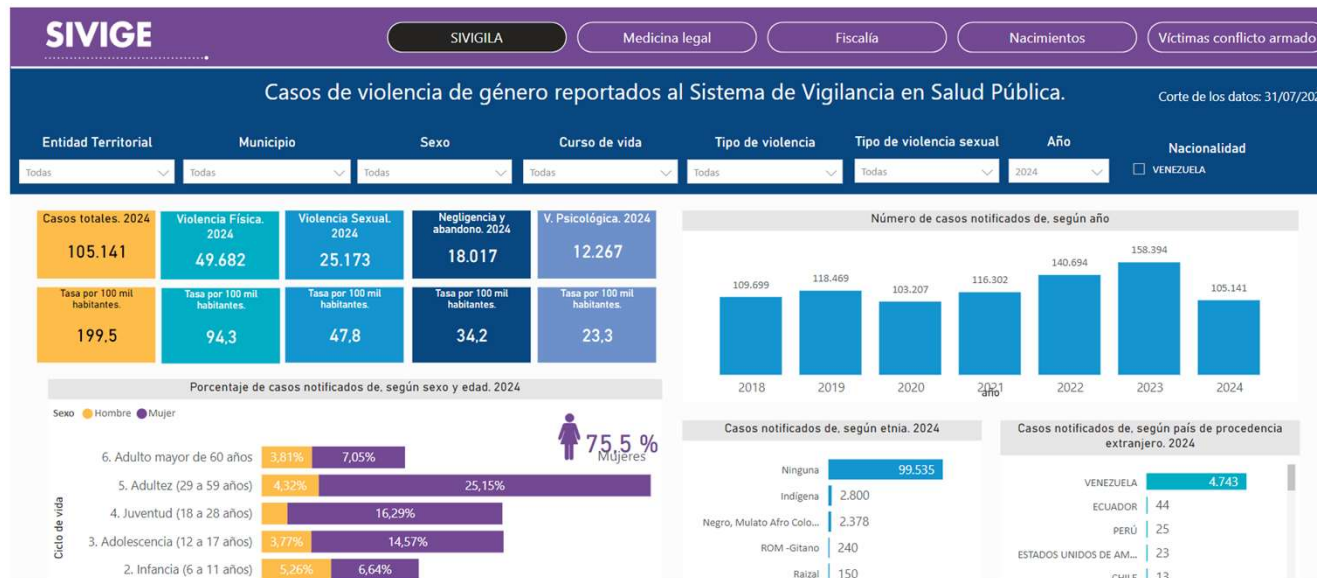 SIVIGE
SIVIGILA
Medicina legal
Fiscalía
Nacimientos
Víctimas conflicto armado
Casos de violencia de género reportados al Sistema de Vigilancia en Salud Pública.
Corte de los datos: 31/07/202
Entidad Territorial
Municipio
Sexo
Curso de vida
Tipo de violencia
Tipo de violencia sexual
Año
Nacionalidad
Todas
Todas
Todas
Todas
Todas
Todas
2024
VENEZUELA
Casos totales. 2024
105.141
Violencia Física.
2024
49.682
Violencia Sexual.
2024
25.173
Negligencia y
abandono. 2024
18.017
V. Psicológica. 2024
12.267
Tasa por 100 mil
habitantes.
199,5
Tasa por 100 mil
habitantes.
94,3
Tasa por 100 mil
habitantes.
47,8
Tasa por 100 mil
habitantes.
34,2
Tasa por 100 mil
habitantes.
23,3
Número de casos notificados de, según año
109.699
118.469
103.207
116.302
140.694
158.394
105.141
2018
2019
2020
2021
2022
2023
2024
año
Porcentaje de casos notificados de, según sexo y edad. 2024
Sexo
Hombre
Mujer
75,5 %
Mujeres
Ciclo de vida
6. Adulto mayor de 60 años
3,81%
7,05%
5. Adultez (29 a 59 años)
4,32%
25,15%
4. Juventud (18 a 28 años)
16,29%
3. Adolescencia (12 a 17 años)
3,77%
14,57%
2. Infancia (6 a 11 años)
5,26%
6,64%
Casos notificados de, según etnia. 2024
Ninguna
99.535
Indígena
2.800
Negro, Mulato Afro Colo...
2.378
ROM -Gitano
240
Raizal
150
Casos notificados de, según país de procedencia
extranjero. 2024
VENEZUELA
4.743
ECUADOR
44
PERÚ
25
ESTADOS UNIDOS DE AM...
23
CHILE
13